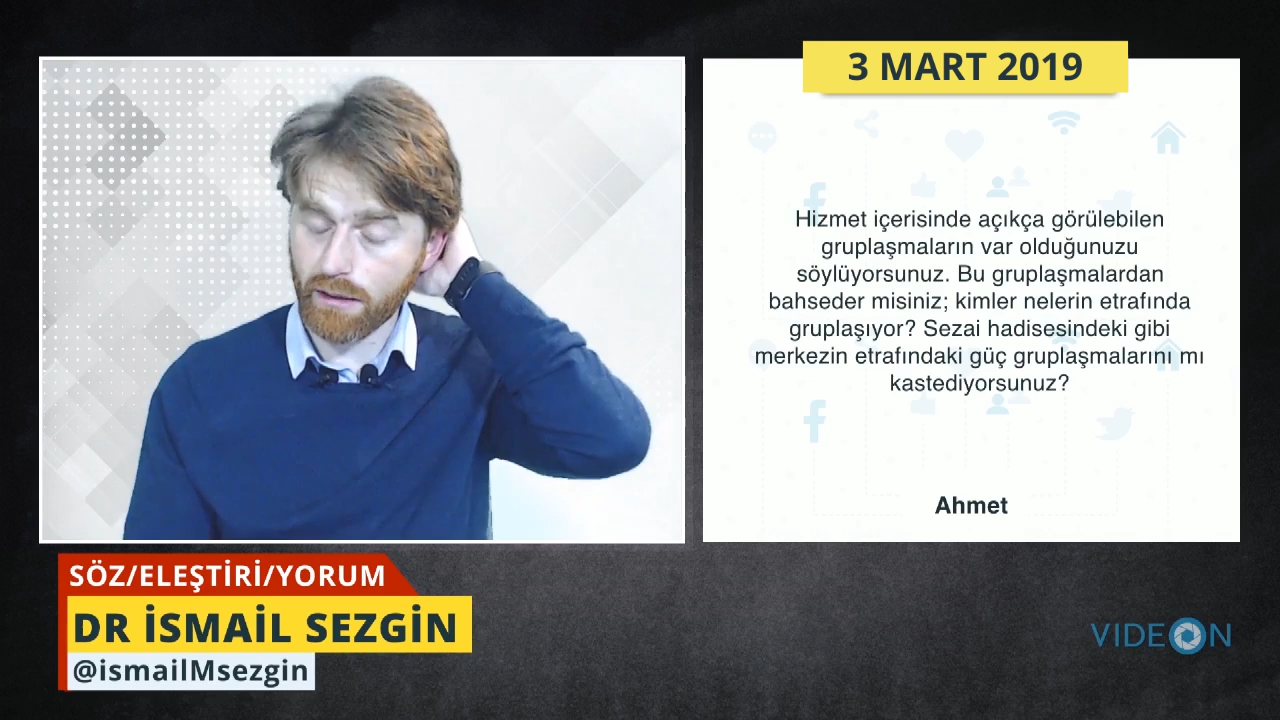 3 MART 2019
Hizmet içerisinde açıkça görülebilen
gruplaşmaların var olduğunuzu
söylüyorsunuz. Bu gruplaşmalardan
bahseder misiniz; kimler nelerin etrafında
gruplaşıyor? Sezai hadisesindeki gibi
merkezin etrafındaki güç gruplaşmalarını mı
kastediyorsunuz?
Ahmet
SÖZ/ELEŞTİRİ/YORUM
DR İSMAİL SEZGİN
@ismailMsezgin
VIDEON